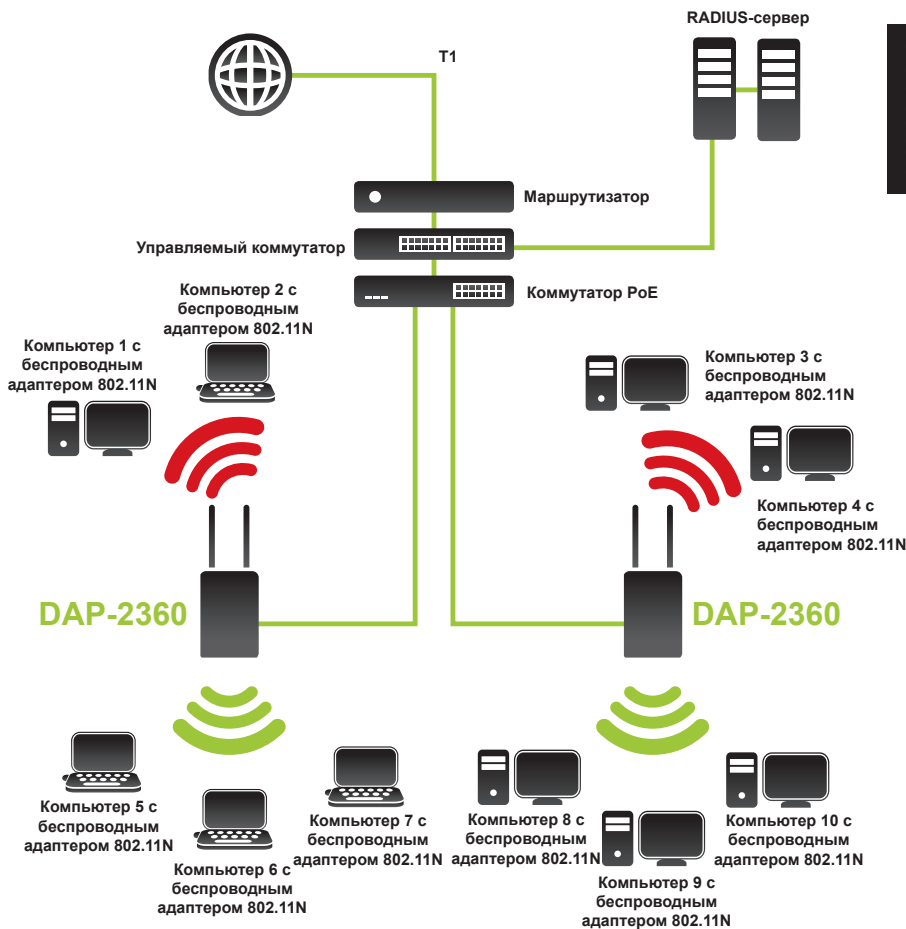 RADIUS-сервер
T1
Маршрутизатор
Управляемый коммутатор
Коммутатор PoE
Компьютер 2 с
беспроводным
адаптером 802.11N
Компьютер 1 с
беспроводным
адаптером 802.11N
Компьютер 3 с
беспроводным
адаптером 802.11N
Компьютер 4 с
беспроводным
адаптером 802.11N
DAP-2360
DAP-2360
Компьютер 5 с
беспроводным
адаптером 802.11N
Компьютер 6 с
беспроводным
адаптером 802.11N
Компьютер 7 с
беспроводным
адаптером 802.11N
Компьютер 8 с
беспроводным
адаптером 802.11N
Компьютер 9 с
беспроводным
адаптером 802.11N
Компьютер 10 с
беспроводным
адаптером 802.11N